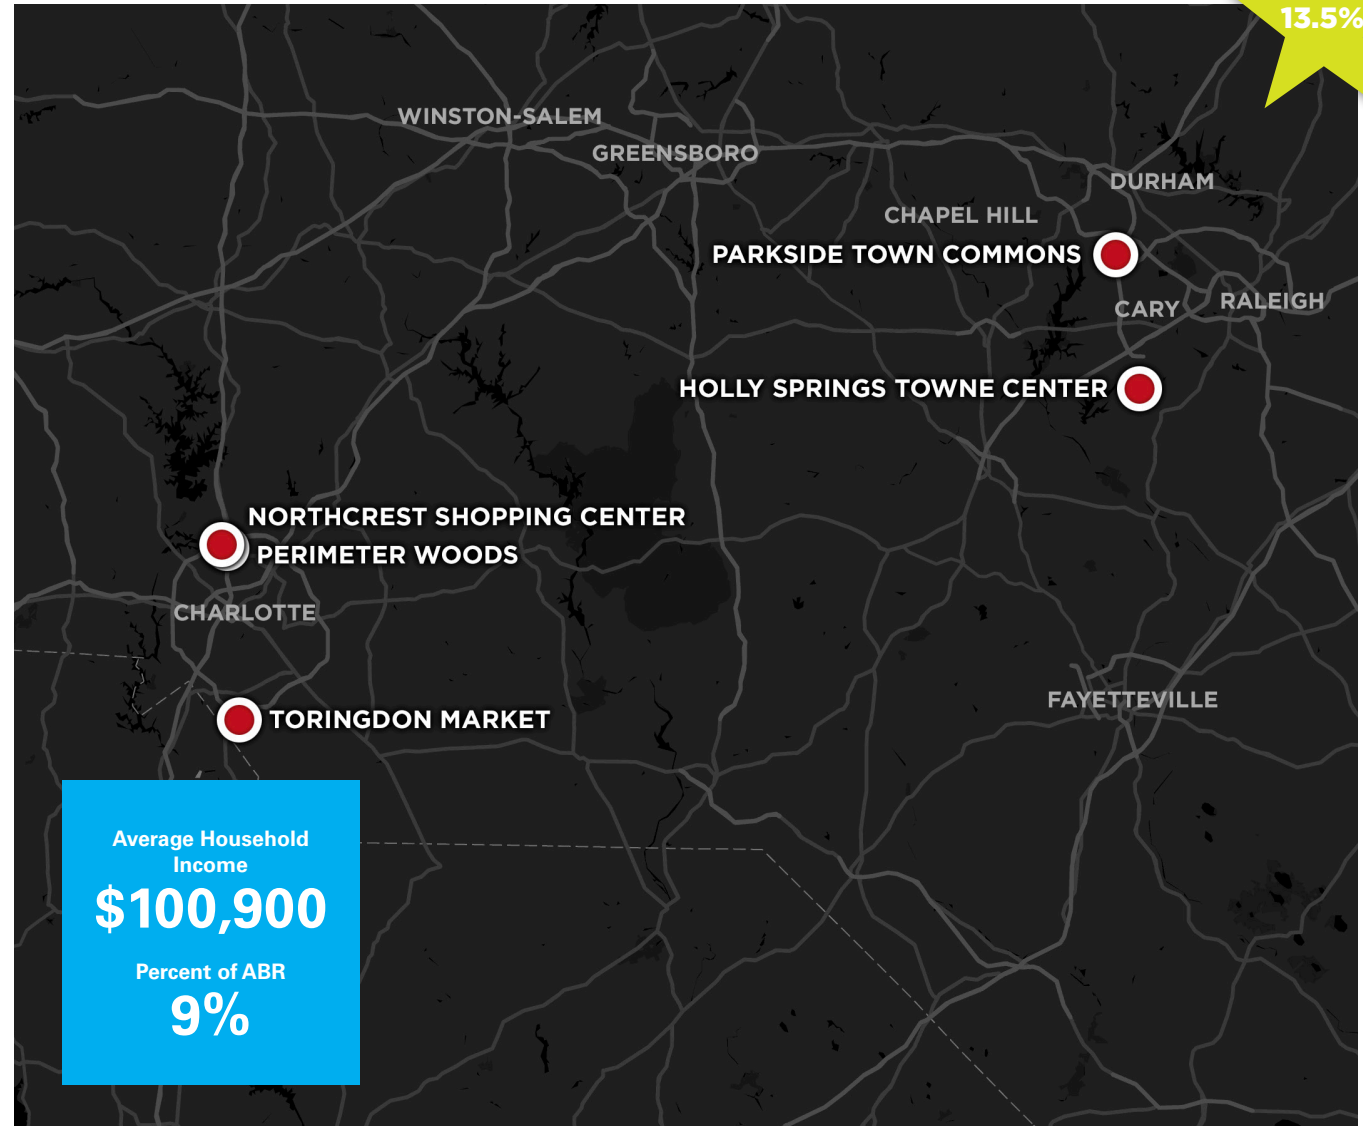 13.5%
WINSTON-SALEM
GREENSBORO
DURHAM
CHAPEL HILL
PARKSIDE TOWN COMMONS
CARY
RALEIGH
HOLLY SPRINGS TOWNE CENTER
NORTHCREST SHOPPING CENTER
PERIMETER WOODS
CHARLOTTE
FAYETTEVILLE
TORINGDON MARKET
Average Household
Income
$100,900
Percent of ABR
9%